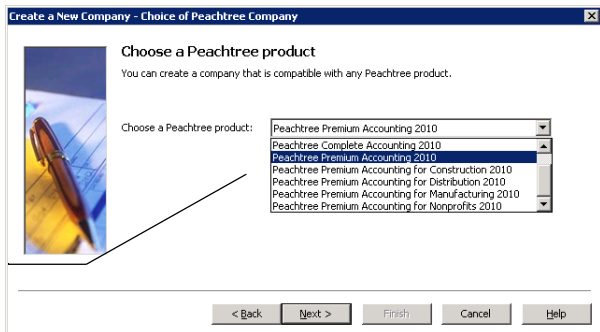 Create a New Company - Choice of Peachtree Company
Choose a Peachtree product
You can create a company that is compatible with any Peachtree product.
Choose a Peachtree product: Peachtree Premium Accounting 2010
Peachtree Complete Accounting 2010
Peachtree Premium Accounting 2010
Peachtree Premium Accounting for Construction 2010
Peachtree Premium Accounting for Distribution 2010
Peachtree Premium Accounting for Manufacturing 2010
Peachtree Premium Accounting for Nonprofits 2010
< Back Next > Finish Cancel Help